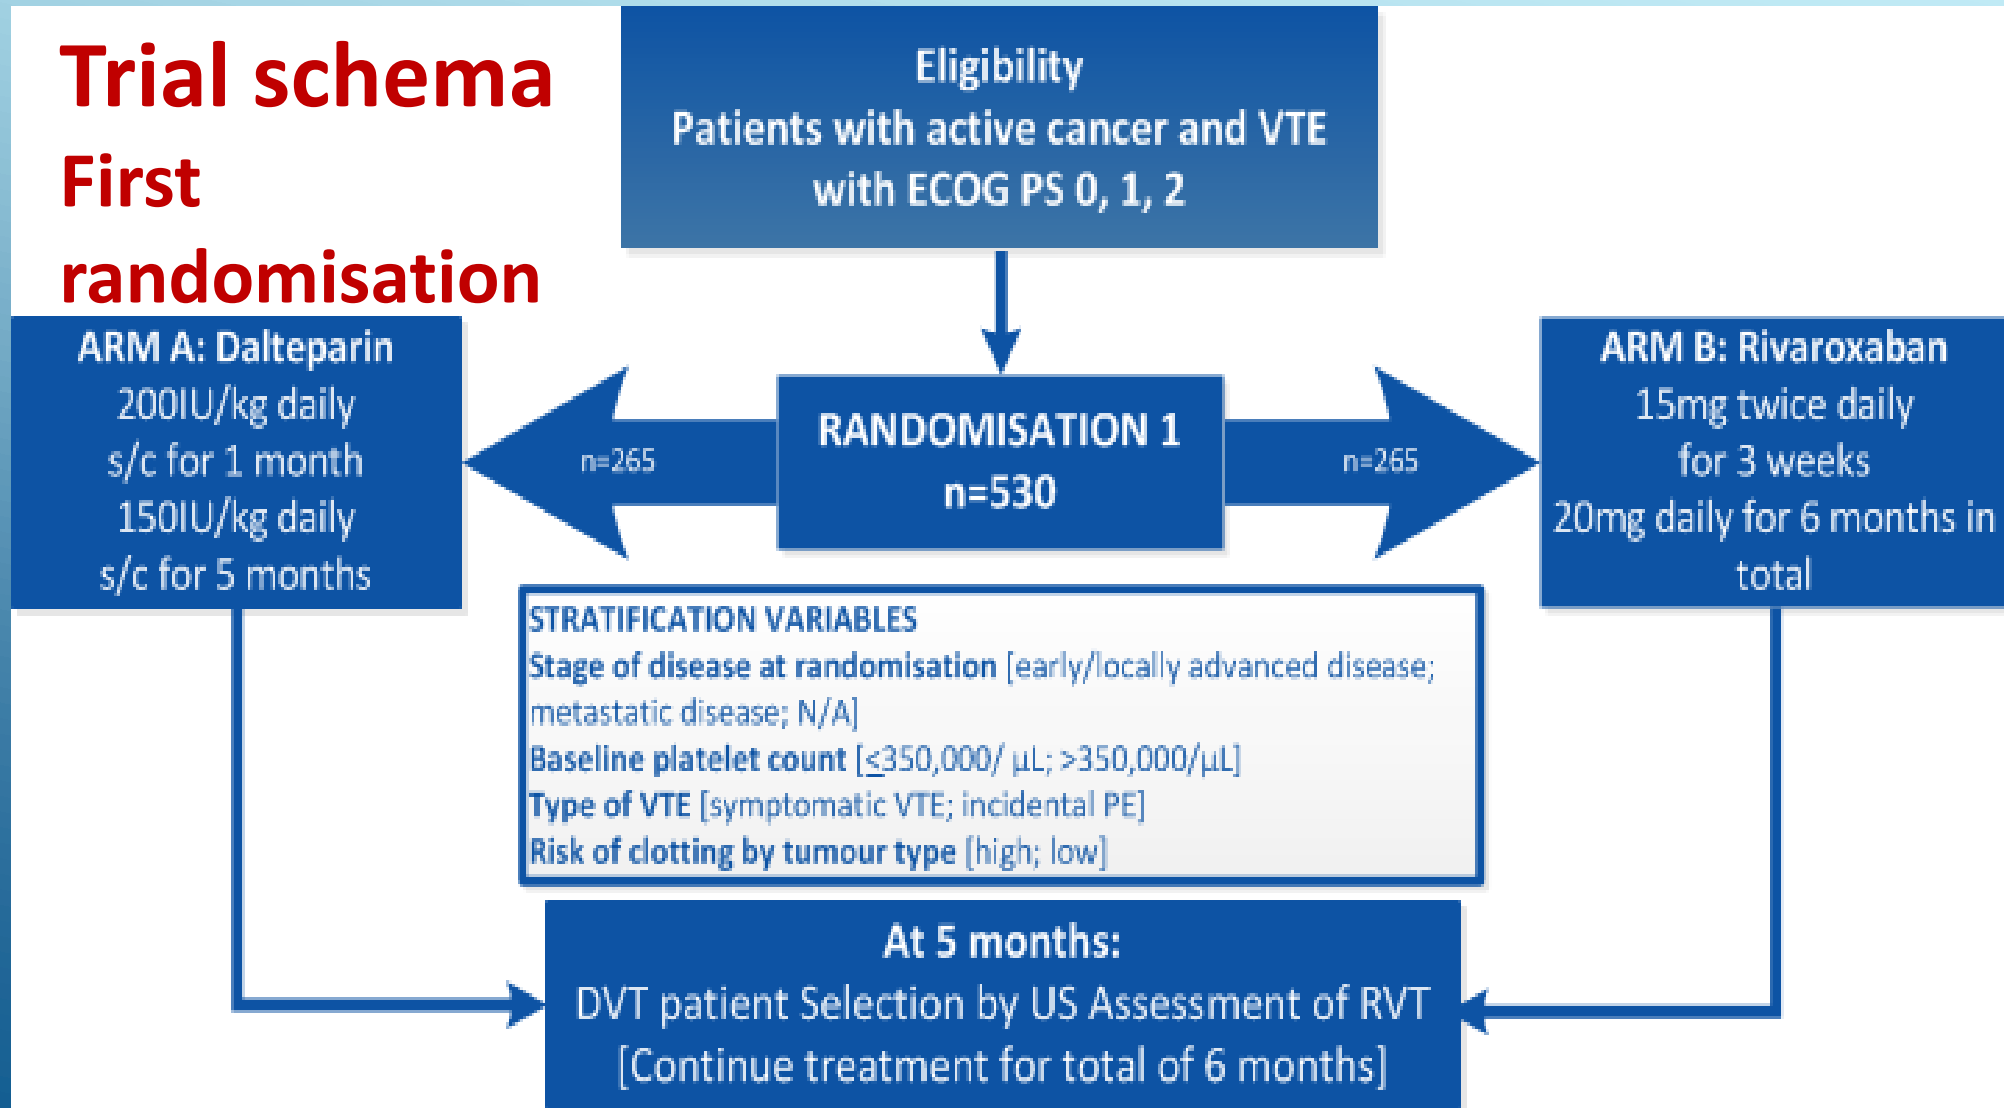 Trial schema
First
randomisation
Eligibility
Patients with active cancer and VTE
with ECOG PS 0, 1, 2
ARM A: Dalteparin
200IU/kg daily
s/c for 1 month
150IU/kg daily
s/c for 5 months
n=265
RANDOMISATION 1
n=530
n=265
ARM B: Rivaroxaban
15mg twice daily
for 3 weeks
20mg daily for 6 months in
total
STRATIFICATION VARIABLES
Stage of disease at randomisation [early/locally advanced disease;
metastatic disease; N/A]
Baseline platelet count [≤350,000/ µL; >350,000/µL]
Type of VTE [symptomatic VTE; incidental PE]
Risk of clotting by tumour type [high; low]
At 5 months:
DVT patient Selection by US Assessment of RVT
[Continue treatment for total of 6 months]